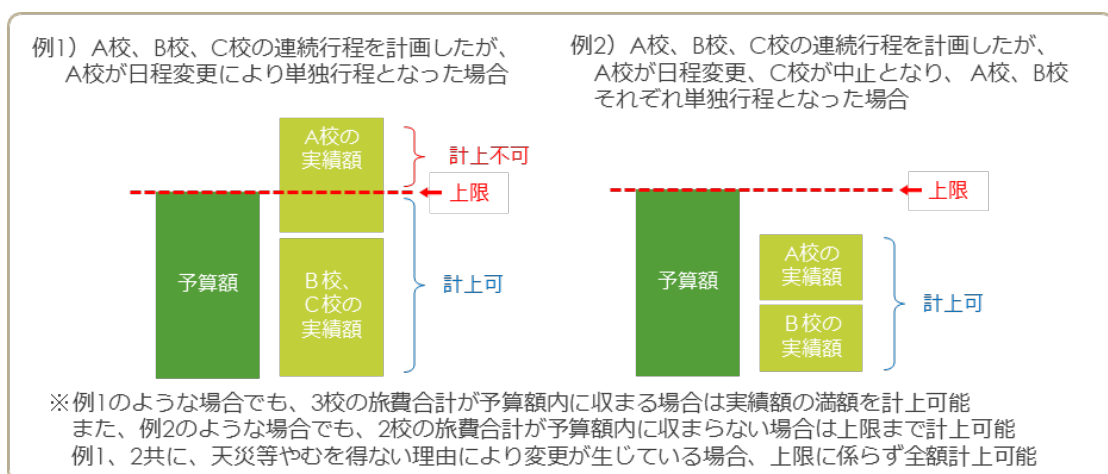 例1）A校、B校、C校の連続行程を計画したが、
A校が日程変更により単独行程となった場合
A校の
実績額
計上不可
上限
予算額
B校、
C校の
実績額
計上可
例2）A校、B校、C校の連続行程を計画したが、
A校が日程変更、C校が中止となり、 A校、B校
それぞれ単独行程となった場合
上限
予算額
A校の
実績額
B校の
実績額
計上可
※例1のような場合でも、3校の旅費合計が予算額内に収まる場合は実績額の満額を計上可能
また、例2のような場合でも、2校の旅費合計が予算額内に収まらない場合は上限まで計上可能
例1、2共に、天災等やむを得ない理由により変更が生じている場合、上限に係らず全額計上可能